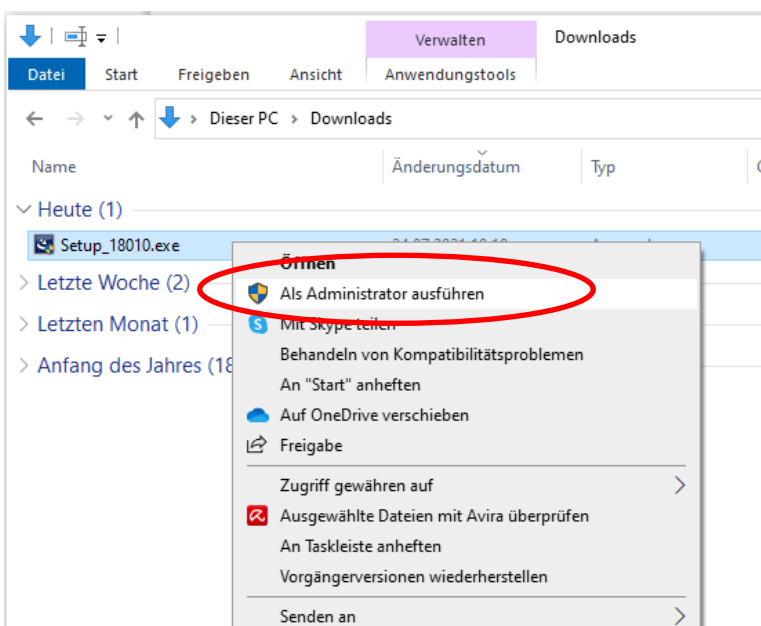 Verwalten
Downloads
Datei Start Freigeben Ansicht Anwendungstools
Dieser PC Downloads
Name Änderungsdatum Typ
Heute (1)
Setup_18010.exe
Öffnen
Letzte Woche (2)
Als Administrator ausführen
Letzten Monat (1)
Mit Skype teilen
Behandeln von Kompatibilitätsproblemen
Anfang des Jahres (18
An "Start" anheften
Auf OneDrive verschieben
Freigabe
Zugriff gewähren auf
Ausgewählte Dateien mit Avira überprüfen
An Taskleiste anheften
Vorgängerversionen wiederherstellen
Senden an